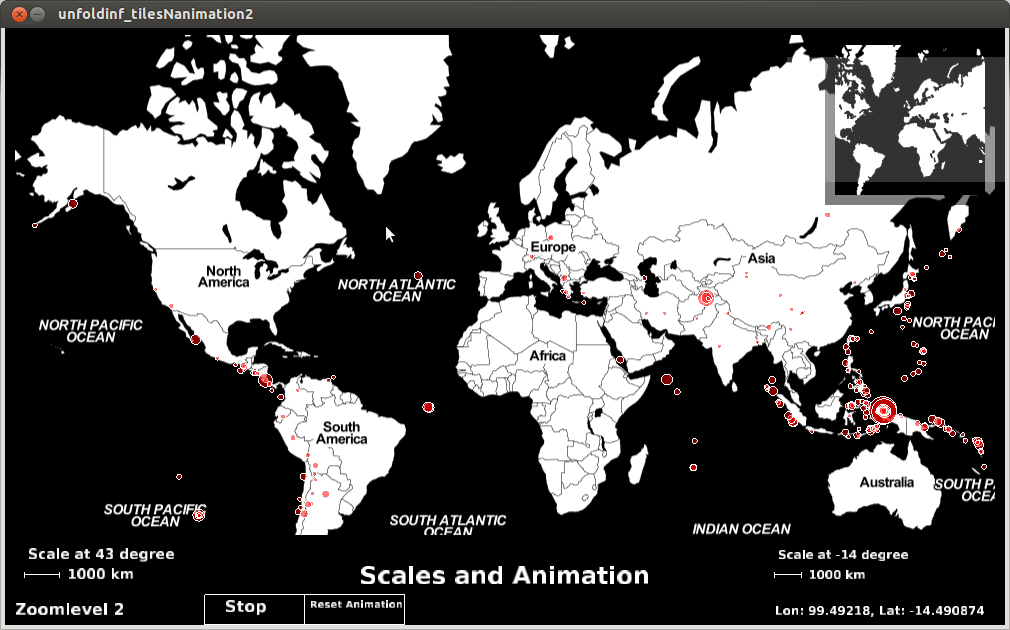 unfoldinf_tilesNanimation2
Europe
Asia
North
America
NORTH ATLANTIC
OCEAN
NORTH PACIFIC
OCEAN
NORTH PACI
OCEAN
Africa
South
America
Australia
SOUTH PACIFIC
OCEAN
SOUTH P
OCEA
SOUTH ATLANTIC
OCEAN
INDIAN OCEAN
Scale at 43 degree
1000 km
Scale at -14 degree
1000 km
Scales and Animation
Zoomlevel 2
Stop
Reset Animation
Lon: 99.49218, Lat: -14.490874